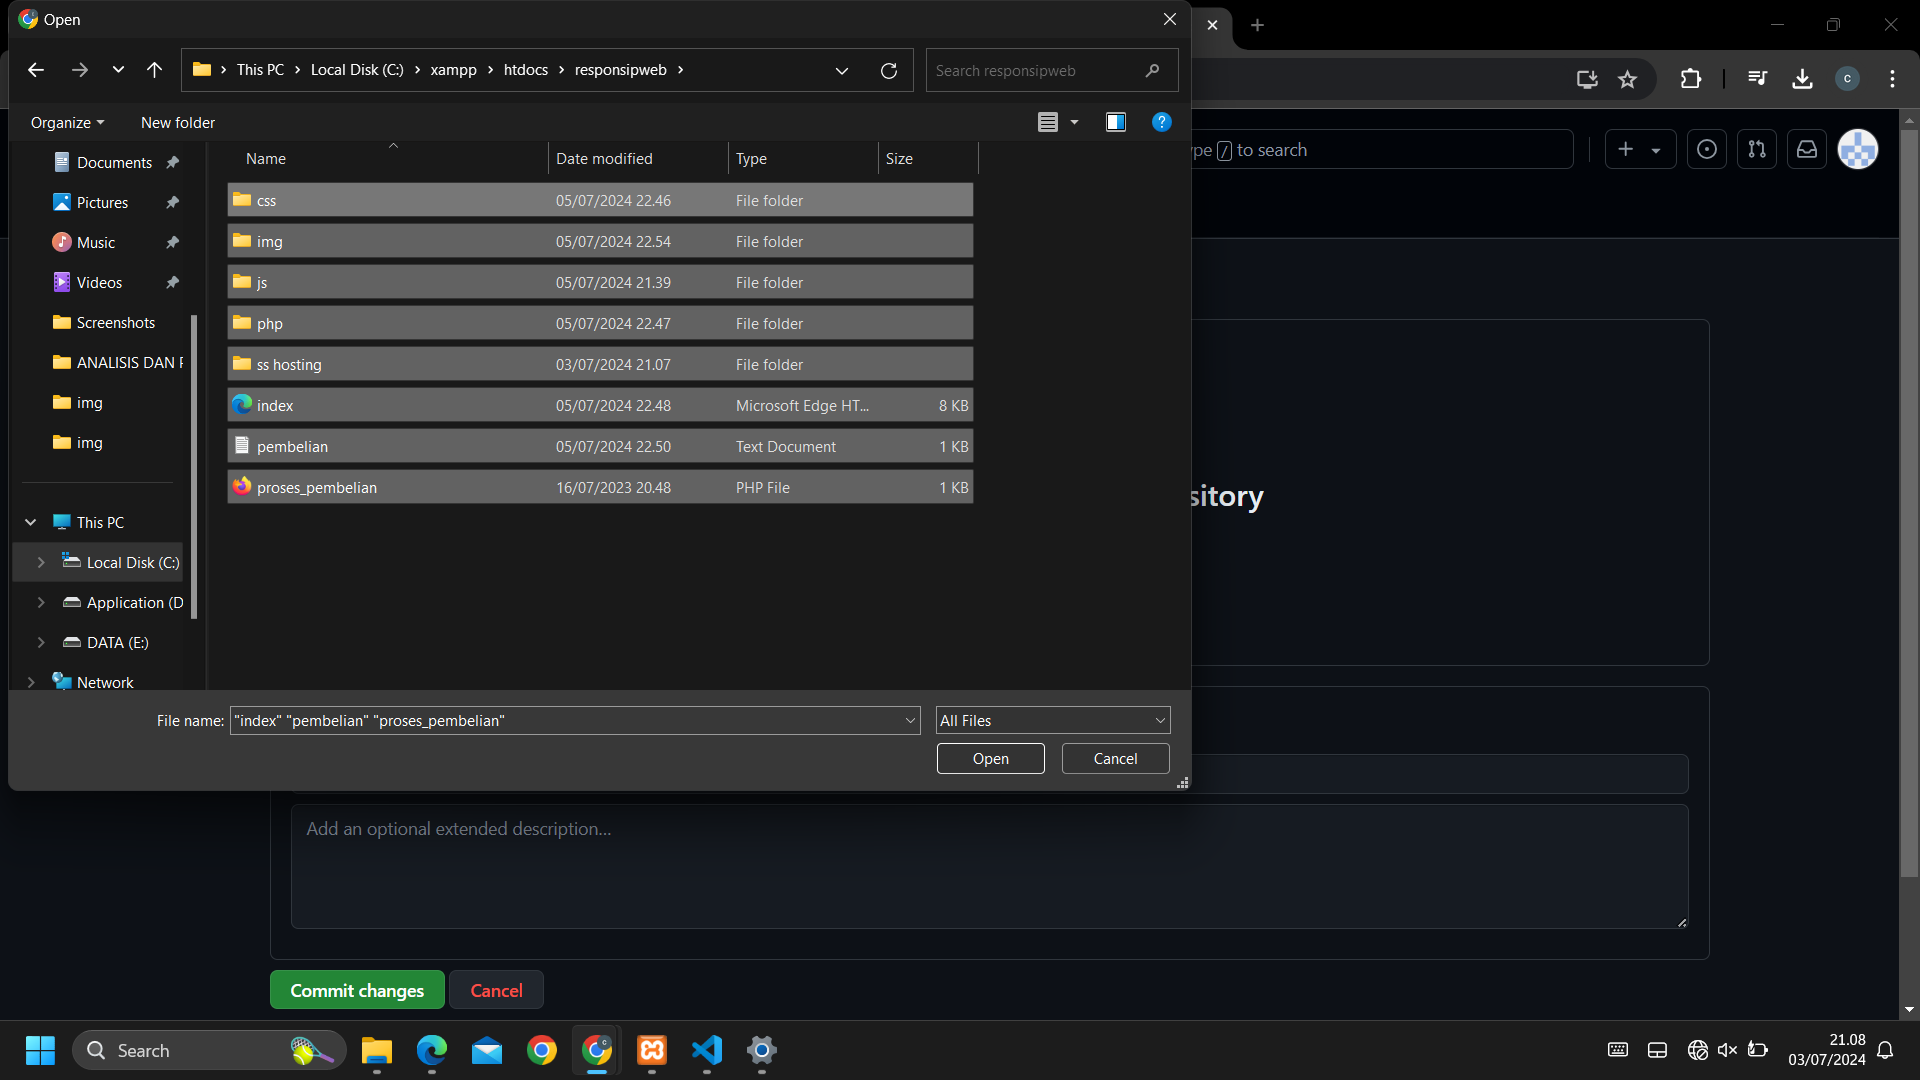 Open
This PC > Local Disk (C:) > xampp > htdocs > responsipweb >
Search responsipweb
Organize
New folder
Name
Date modified
Type
Size
css 05/07/2024 22.46 File folder
img 05/07/2024 22.54 File folder
js 05/07/2024 21.39 File folder
php 05/07/2024 22.47 File folder
ss hosting 03/07/2024 21.07 File folder
index 05/07/2024 22.48 Microsoft Edge HT... 8 KB
pembelian 05/07/2024 22.50 Text Document 1 KB
proses_pembelian 16/07/2023 20.48 PHP File 1 KB
Documents
Pictures
Music
Videos
Screenshots
ANALISIS DAN
img
img
This PC
Local Disk (C:)
Application (D
DATA (E:)
Network
File name: "index" "pembelian" "proses_pembelian"
All Files
Open
Cancel
c
pe / to search
sitory
Add an optional extended description...
Commit changes
Cancel
Search
21.08
03/07/2024